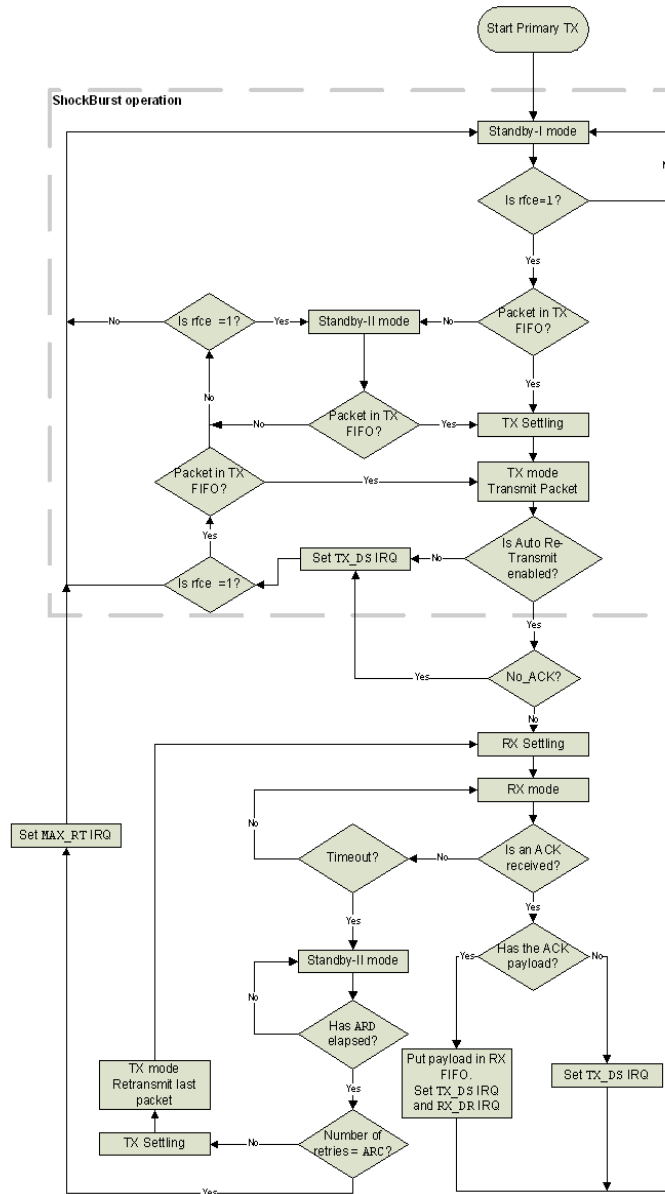 Start Primary TX
ShockBurst operation
Standby-I mode
Is rfce=1?
Yes
Packet in TX
FIFO?
No
Standby-II mode
Yes
Is rfce =1?
No
Yes
No
Packet in TX
FIFO?
No
Yes
TX Settling
Packet in TX
FIFO?
Yes
TX mode
Transmit Packet
Yes
Is Auto Re-
Transmit
enabled?
No
Set TX_DS IRQ
Is rfce =1?
Yes
No_ACK?
Yes
No
RX Settling
RX mode
No
Set MAX_RT IRQ
Is an ACK
received?
No
Timeout?
Yes
Yes
Has the ACK
payload?
Yes
No
Standby-II mode
No
Has ARD
elapsed?
Yes
Put payload in RX
FIFO.
Set TX_DS IRQ
and RX_DR IRQ
Set TX_DS IRQ
TX mode
Retransmit last
packet
TX Settling
No
Number of
retries = ARC?
Yes